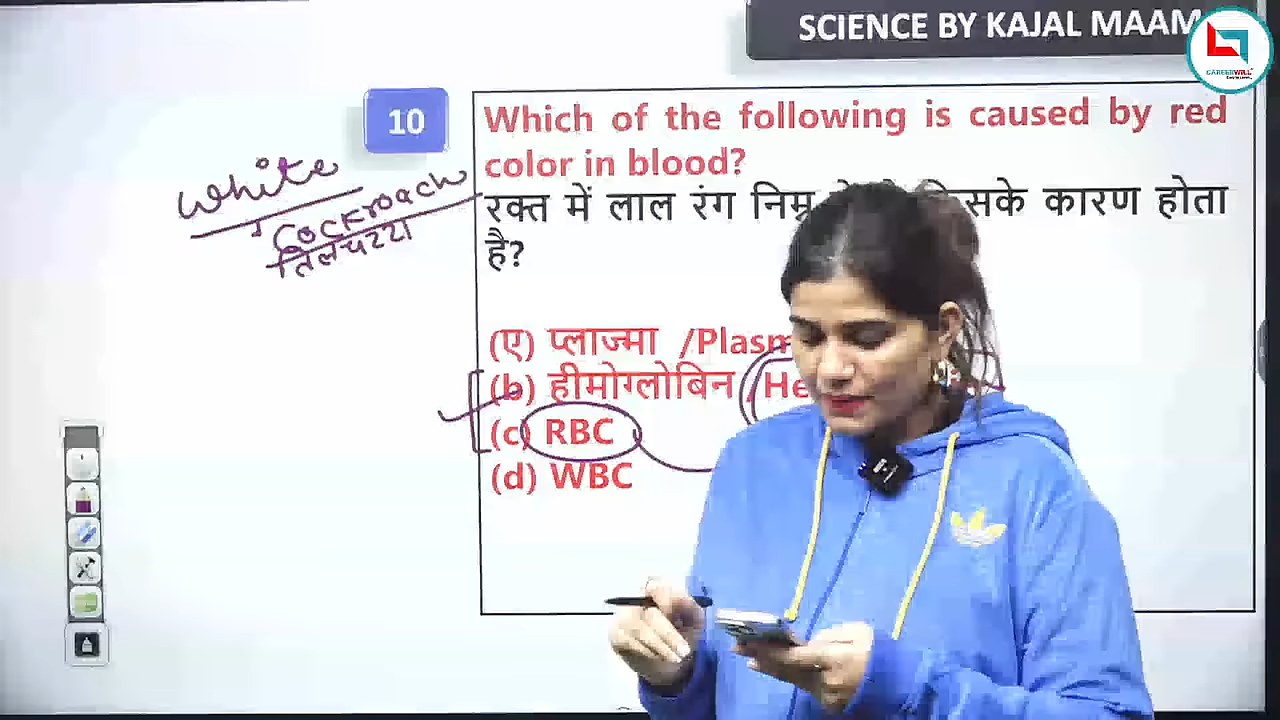 SCIENCE BY KAJAL MAAM
CAREERWILL
10
Which of the following is caused by red
color in blood?
रक्त में लाल रंग निम्न के कारण होता
है?
White
Cockroach
तिलचट्टा
(ए) प्लाज्मा /Plasm
(b) हीमोग्लोबिन /He
(c) RBC
(d) WBC